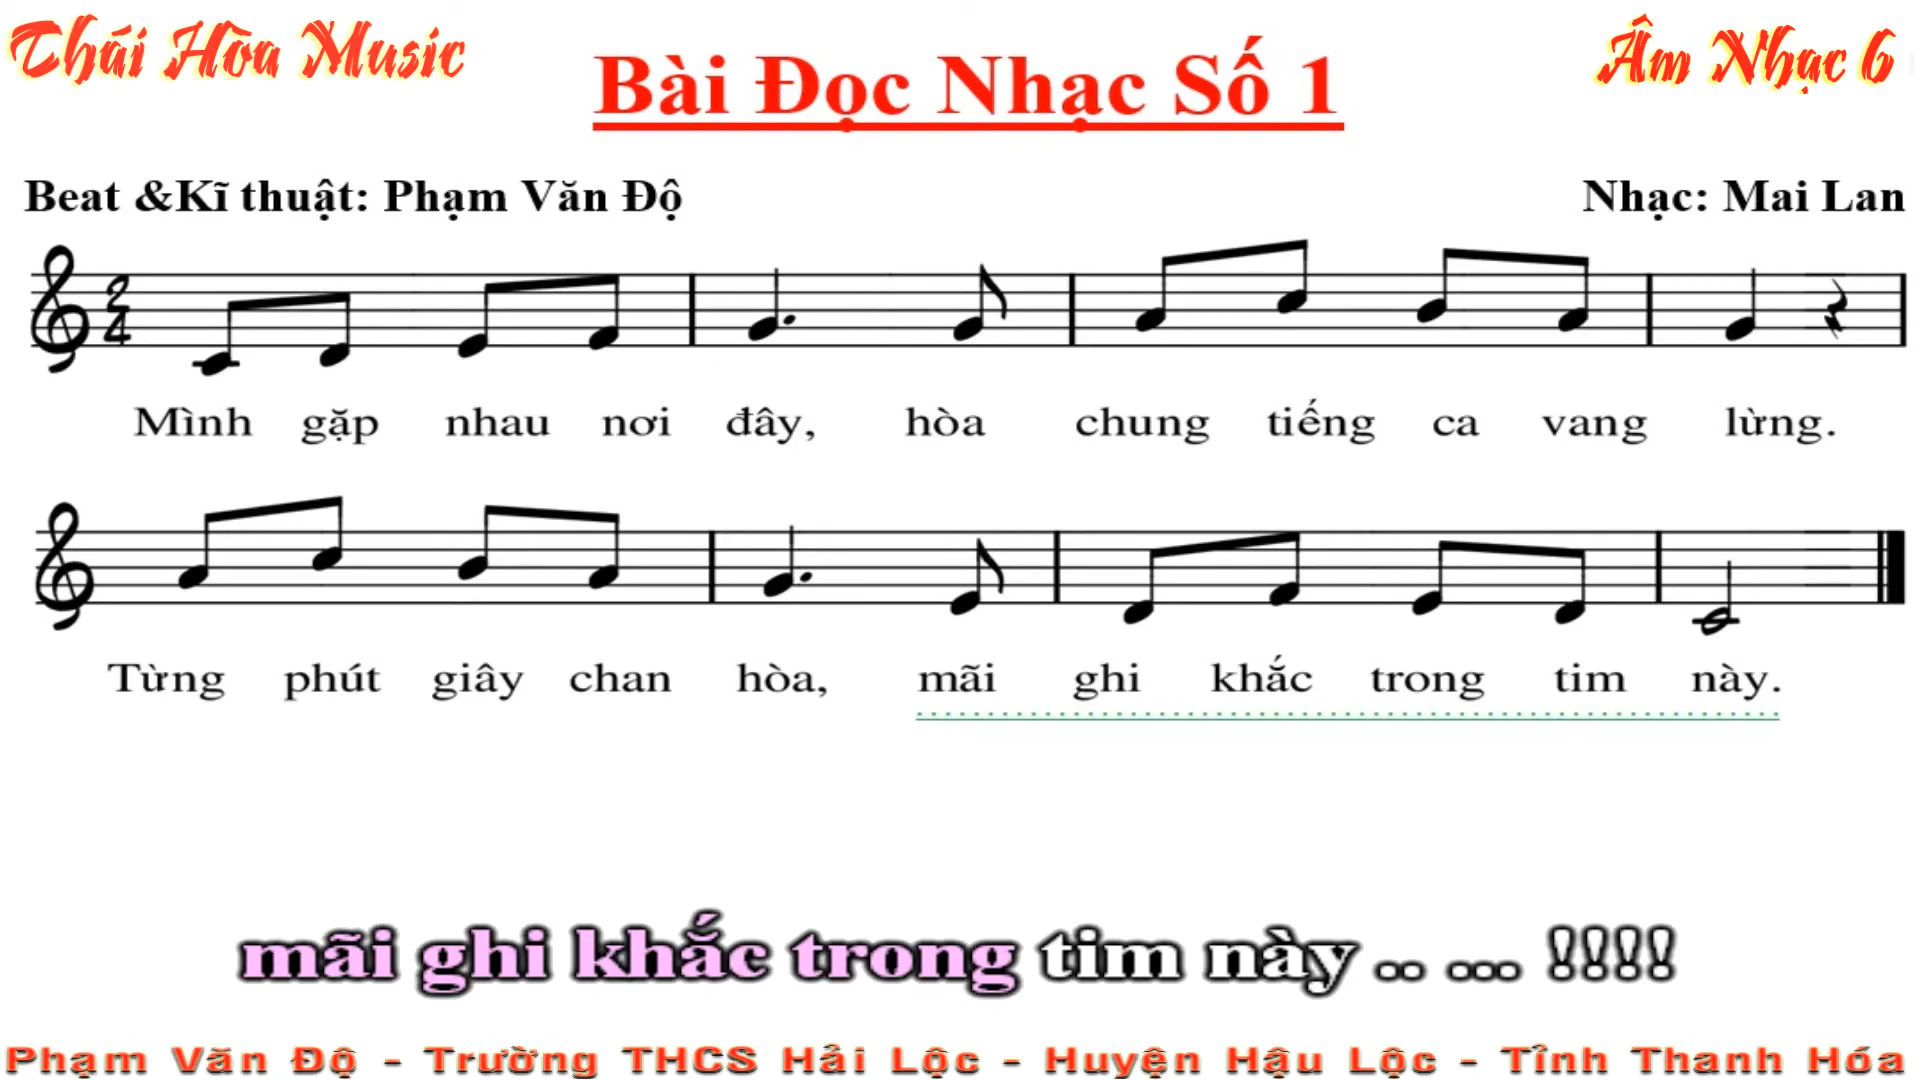 Thái Hòa Music
Âm Nhạc 6
Bài Đọc Nhạc Số 1
Beat &Kĩ thuật: Phạm Văn Độ
Nhạc: Mai Lan
2
4
Mình gặp nhau nơi đây, hòa chung tiếng ca vang lừng.
Từng phút giây chan hòa, mãi ghi khắc trong tim này.
mãi ghi khắc trong tim này .. ... !!!!
Phạm Văn Độ - Trường THCS Hải Lộc - Huyện Hậu Lộc - Tỉnh Thanh Hóa